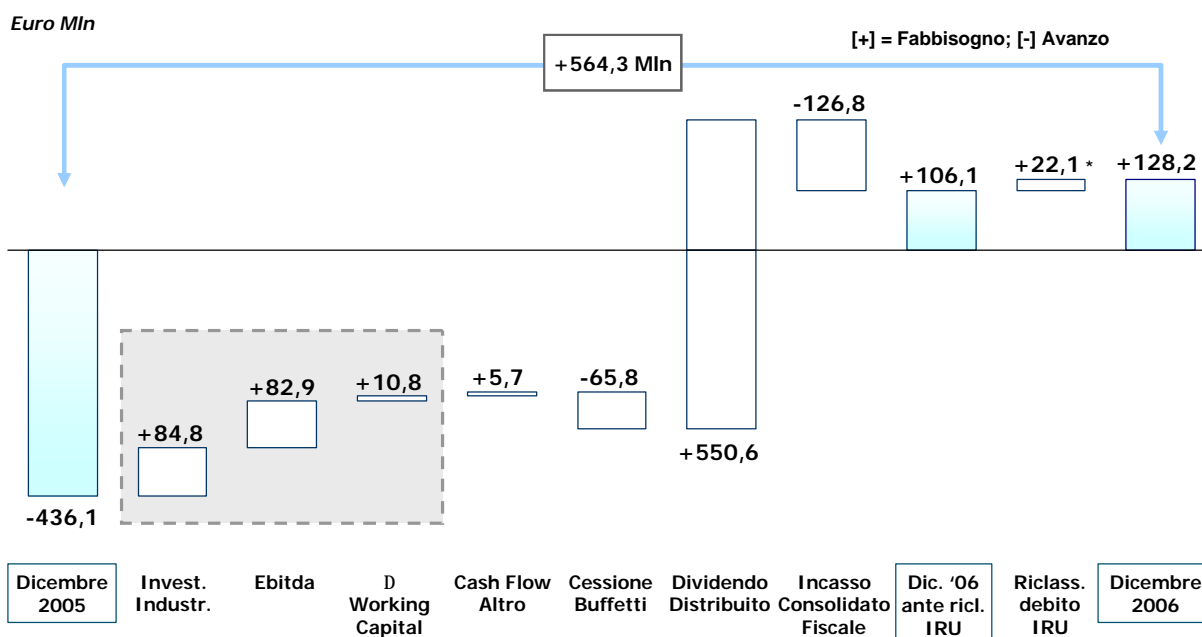 Euro Mln
[+] = Fabbisogno; [-] Avanzo
+564,3 Mln
-126,8
+106,1
+22,1 *
+128,2
+84,8
+82,9
+10,8
+5,7
-65,8
+550,6
-436,1
Dicembre
2005
Invest.
Industr.
Ebitda
D
Working
Capital
Cash Flow
Altro
Cessione
Buffetti
Dividendo
Distribuito
Incasso
Consolidato
Fiscale
Dic. ‘06
ante ricl.
IRU
Riclass.
debito
IRU
Dicembre
2006